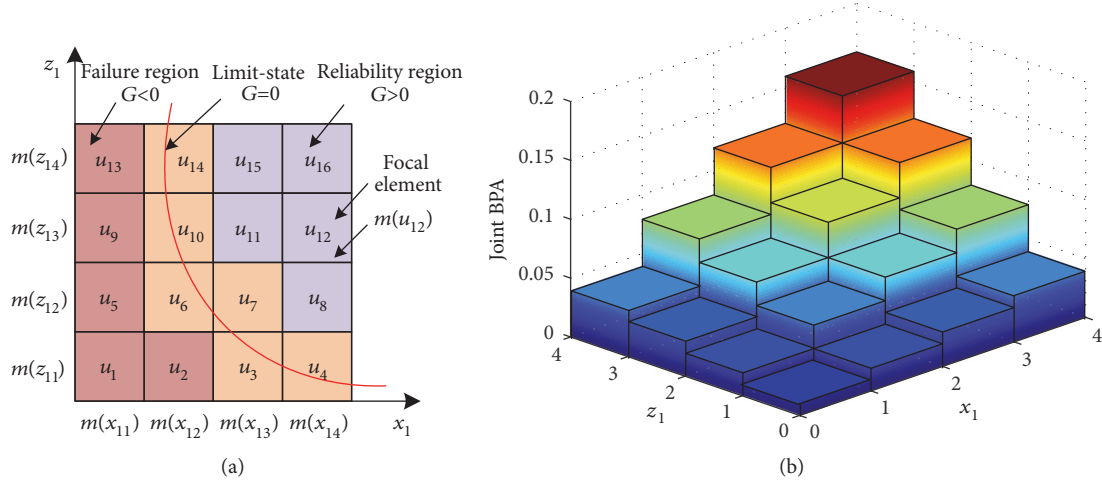 z₁
Failure region
G<0
Limit-state
G=0
Reliability region
G>0
Focal
element
m(u₁₂)
m(z₁₄) u₁₃ u₁₄ u₁₅ u₁₆
m(z₁₃) u₉ u₁₀ u₁₁ u₁₂
m(z₁₂) u₅ u₆ u₇ u₈
m(z₁₁) u₁ u₂ u₃ u₄
m(x₁₁) m(x₁₂) m(x₁₃) m(x₁₄) x₁
(a)
Joint BPA
0.2
0.15
0.1
0.05
0
4
3
2
1
0
z₁
0
1
2
3
4
x₁
(b)